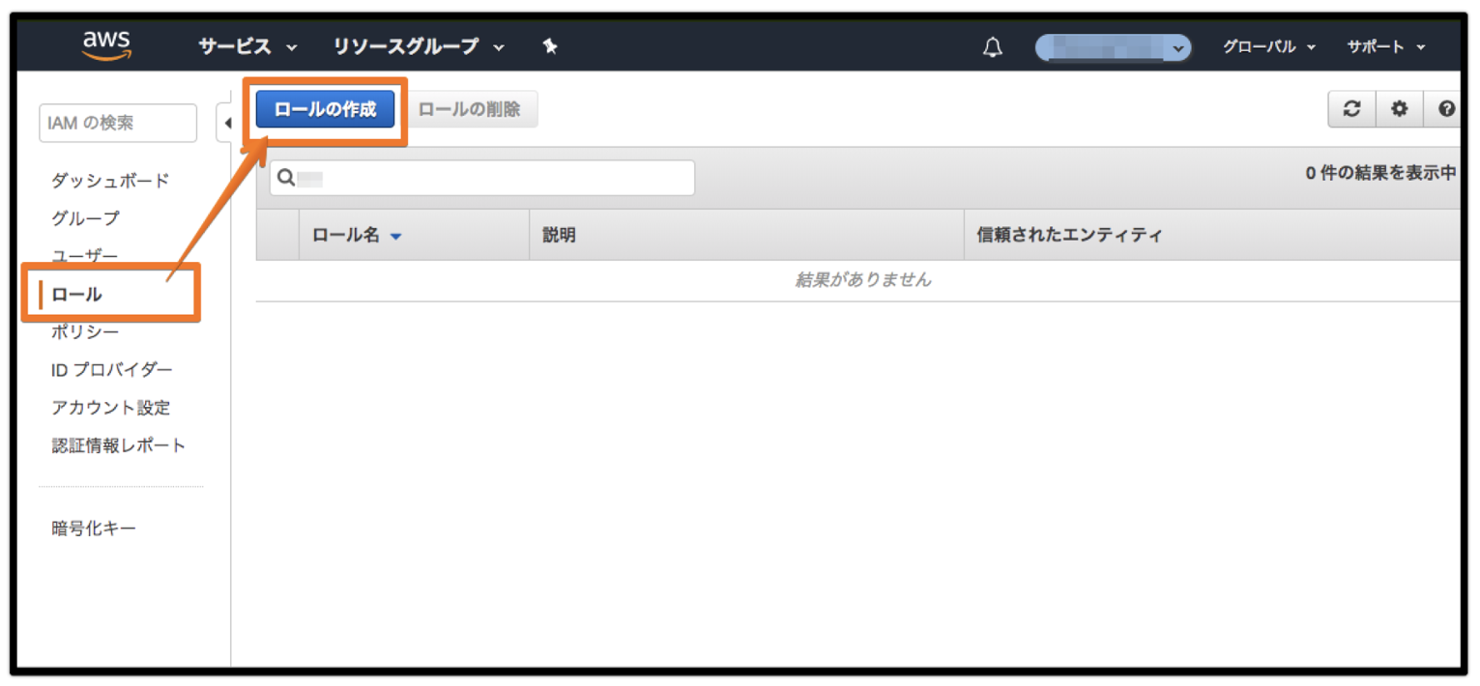 aws サービス リソースグループ グローバル サポート
IAM の検索
ダッシュボード
グループ
ユーザー
ロール
ポリシー
ID プロバイダー
アカウント設定
認証情報レポート
暗号化キー
ロールの作成 ロールの削除
0 件の結果を表示中
ロール名 説明 信頼されたエンティティ
結果がありません